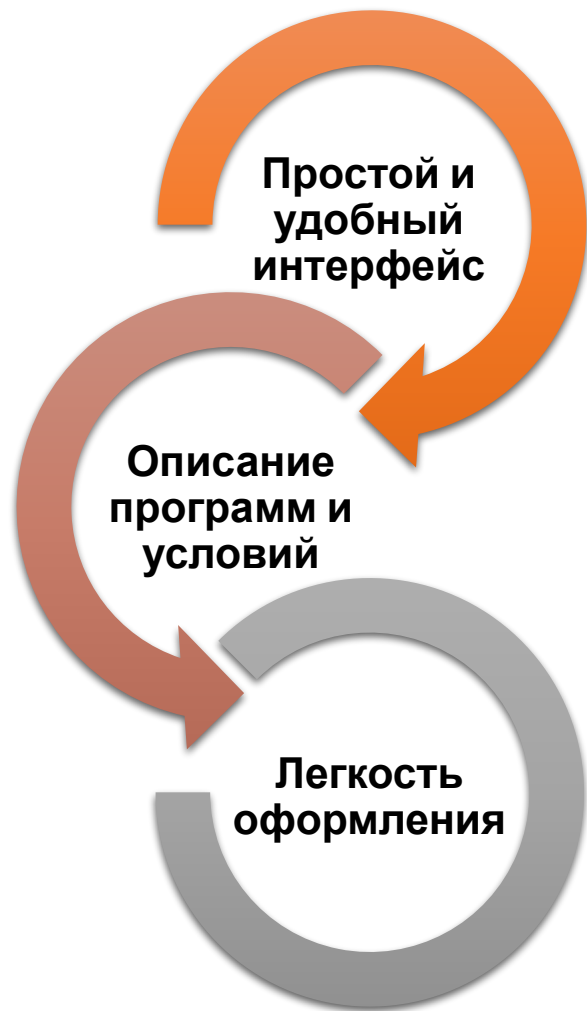 Простой и
удобный
интерфейс
Описание
программ и
условий
Легкость
оформления